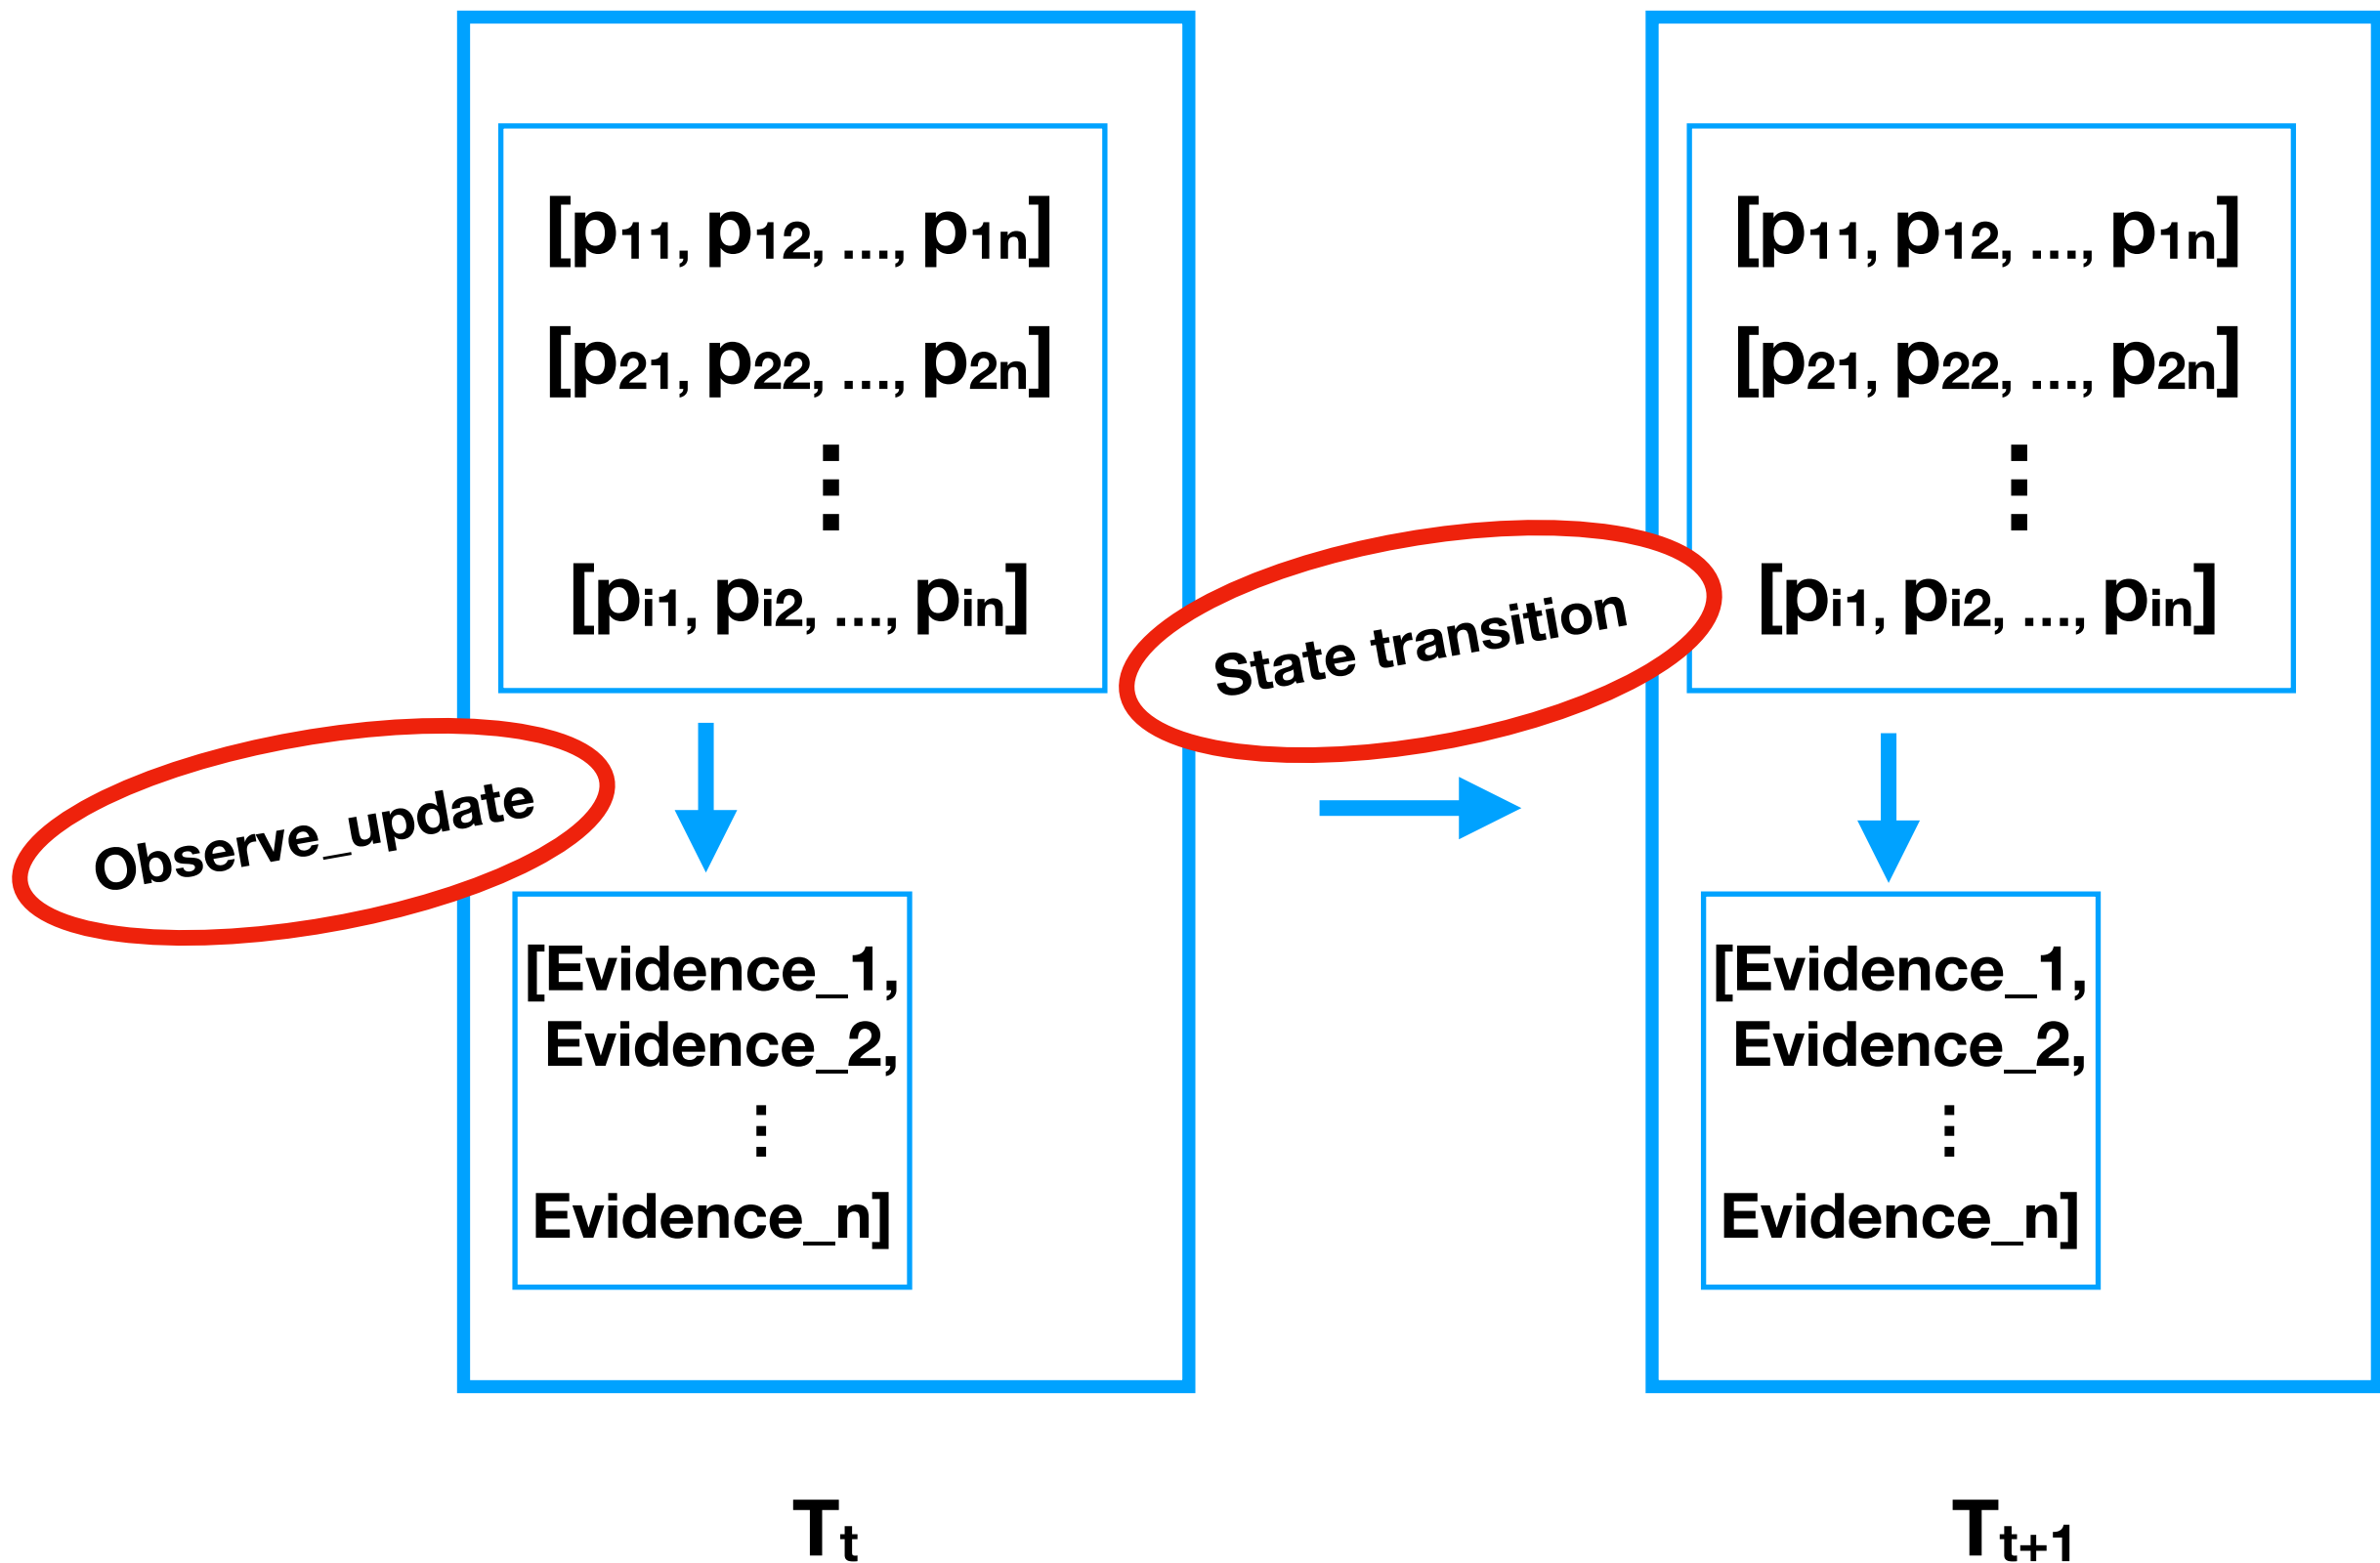 [p11, p12, ..., p1n]
[p21, p22, ..., p2n]
⋮
[pi1, pi2, ..., pin]
Observe_update
[Evidence_1,
Evidence_2,
⋮
Evidence_n]
Tt
State transition
[p11, p12, ..., p1n]
[p21, p22, ..., p2n]
⋮
[pi1, pi2, ..., pin]
[Evidence_1,
Evidence_2,
⋮
Evidence_n]
Tt+1